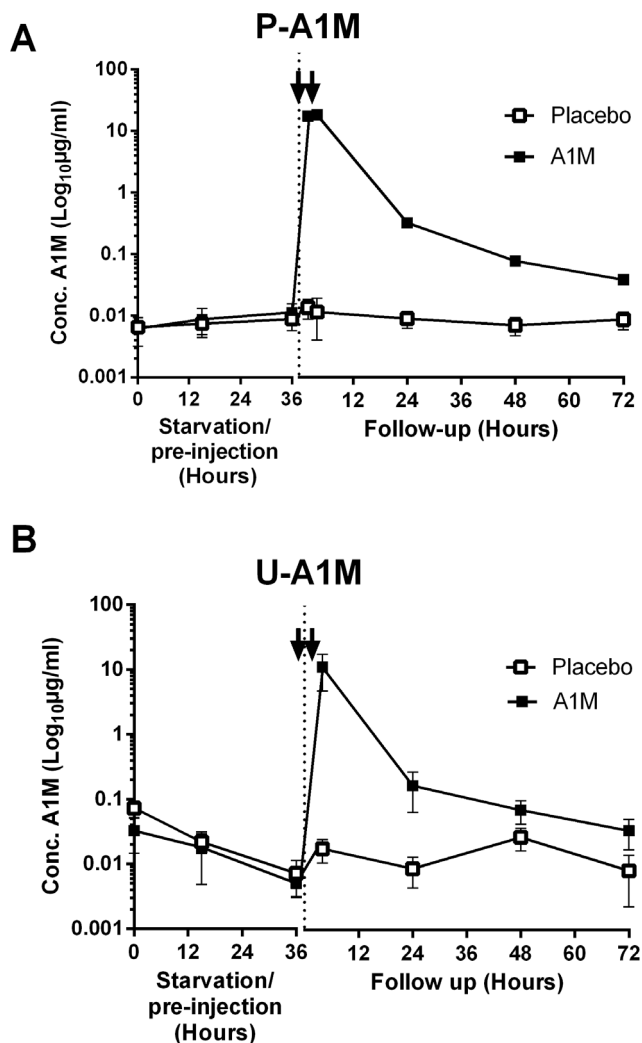 A
P-A1M
Conc. A1M (Log10µg/ml)
100
10
1
0.1
0.01
0.001
Placebo
A1M
0 12 24 36 12 24 36 48 60 72
Starvation/
pre-injection
(Hours)
Follow-up (Hours)
B
U-A1M
Conc. A1M (Log10µg/ml)
100
10
1
0.1
0.01
0.001
Placebo
A1M
0 12 24 36 12 24 36 48 60 72
Starvation/
pre-injection
(Hours)
Follow up (Hours)